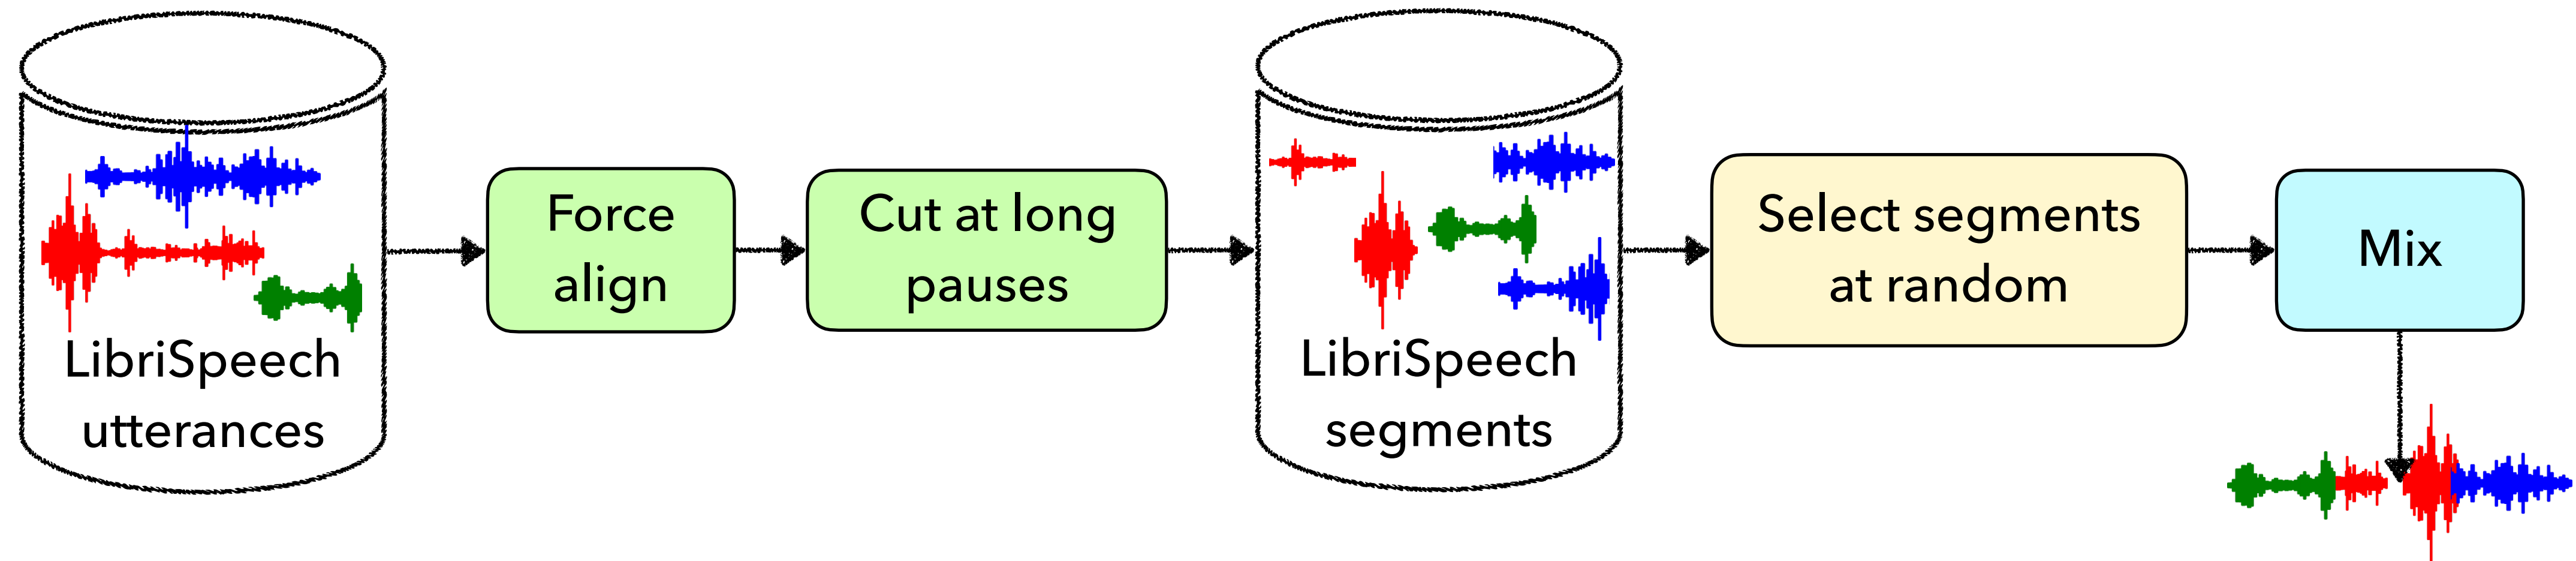 LibriSpeech
utterances
Force
align
Cut at long
pauses
LibriSpeech
segments
Select segments
at random
Mix